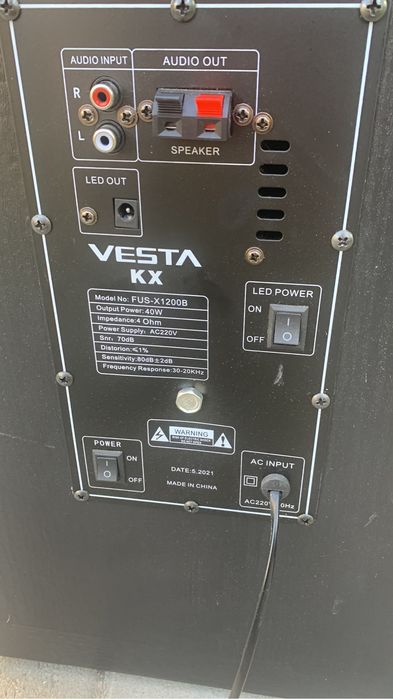 AUDIO INPUT
AUDIO OUT
R
L
SPEAKER
LED OUT
VESTA
KX
Model No: FUS-X1200B
Output Power:40W
Impedance:4 Ohm
Power Supply: AC220V
Snr: 70dB
Distorion:≤1%
Sensitivity:80dB±2dB
Frequency Response:30-20KHz
LED POWER
ON
OFF
WARNING
POWER
ON
OFF
DATE:5.2021
MADE IN CHINA
AC INPUT
AC220V 0Hz